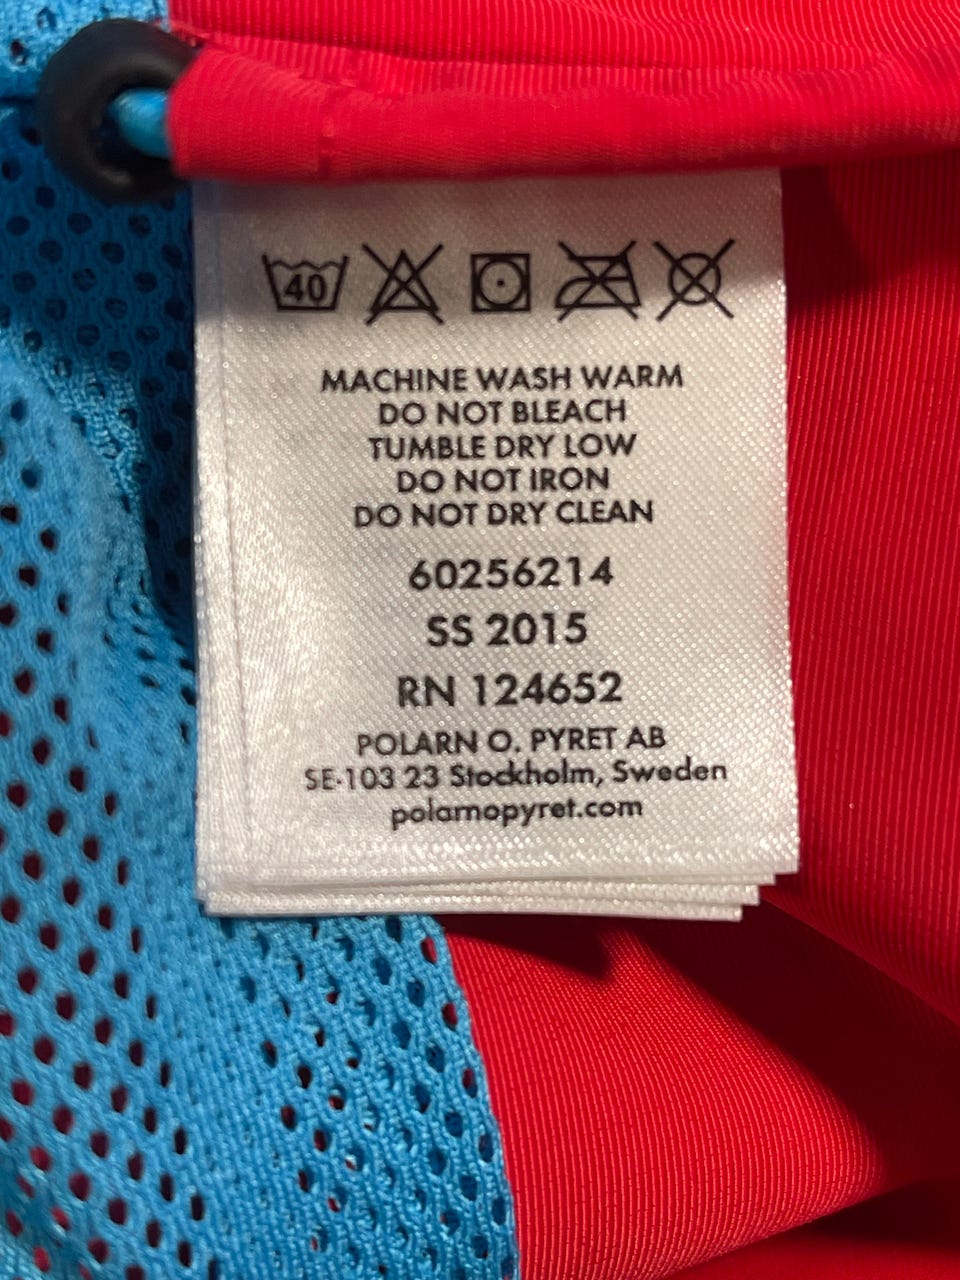 40
MACHINE WASH WARM
DO NOT BLEACH
TUMBLE DRY LOW
DO NOT IRON
DO NOT DRY CLEAN
60256214
SS 2015
RN 124652
POLARN O. PYRET AB
SE-103 23 Stockholm, Sweden
polarnopyret.com